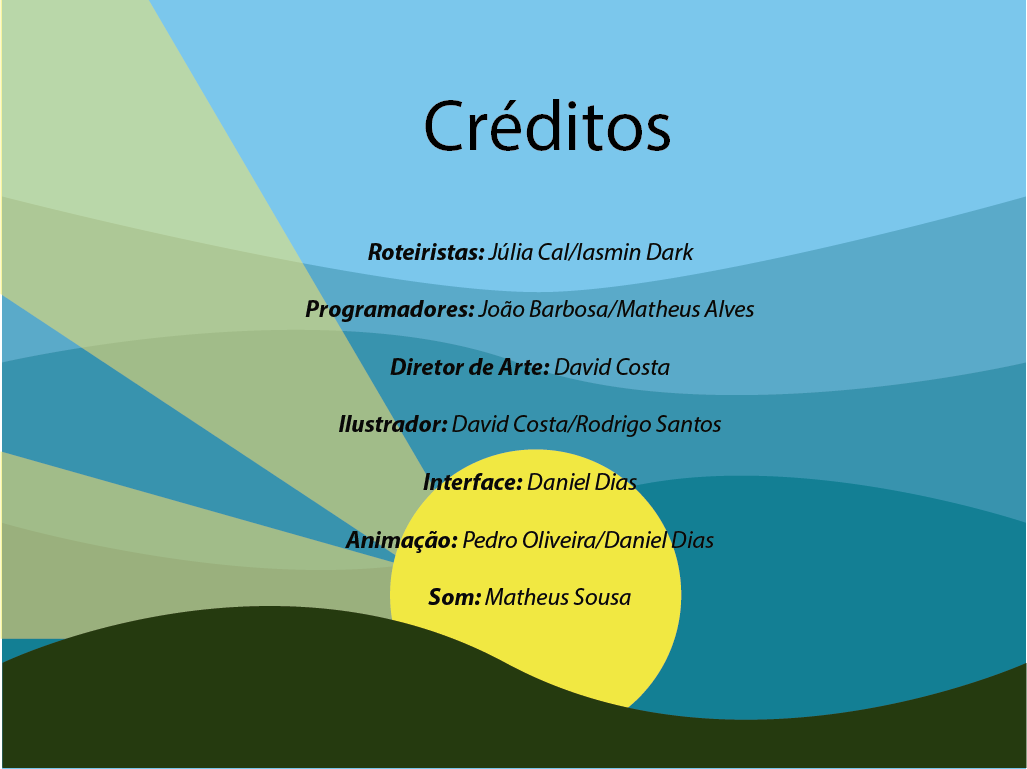 Créditos
Roteiristas: Júlia Cal/Iasmin Dark
Programadores: João Barbosa/Matheus Alves
Diretor de Arte: David Costa
Ilustrador: David Costa/Rodrigo Santos
Interface: Daniel Dias
Animação: Pedro Oliveira/Daniel Dias
Som: Matheus Sousa